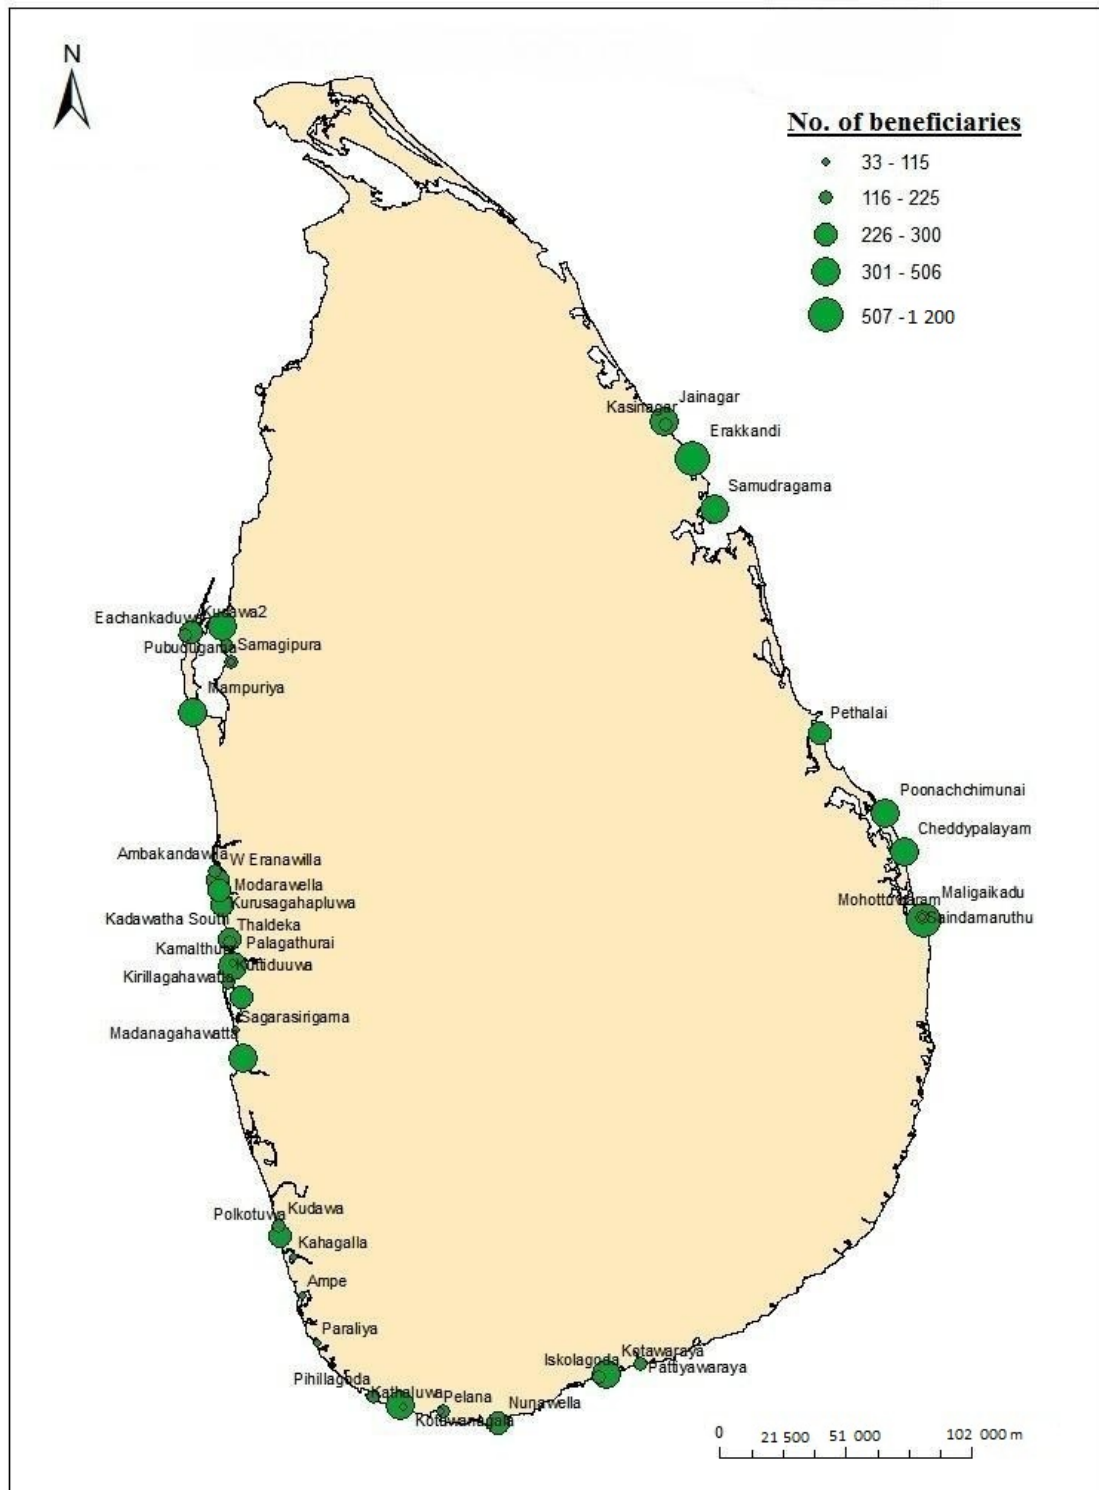 N
No. of beneficiaries
33 - 115
116 - 225
226 - 300
301 - 506
507 -1 200
Jainagar
Kasinagar
Erakkandi
Samudragama
Kudawa2
Eachankaduwa
Samagipura
Pubudugama
Mampuriya
Pethalai
Poonachchimunai
Cheddypalayam
Ambakandawila
W Eranawilla
Modarawella
Maligaikadu
Mohottuwaram
Kurusagahapluwa
Saindamaruthu
Kadawatha South
Thaldeka
Palagathurai
Kamalthura
Kuttiduuwa
Kirillagahawatta
Sagarasirigama
Madanagahawatta
Kudawa
Polkotuwa
Kahagalla
Ampe
Paraliya
Kotawaraya
Iskolagoda
Pattiyawaraya
Pihillagoda
Kathaluwa
Pelana
Nunawella
Kotuwanagala
0 21 500 51 000 102 000 m